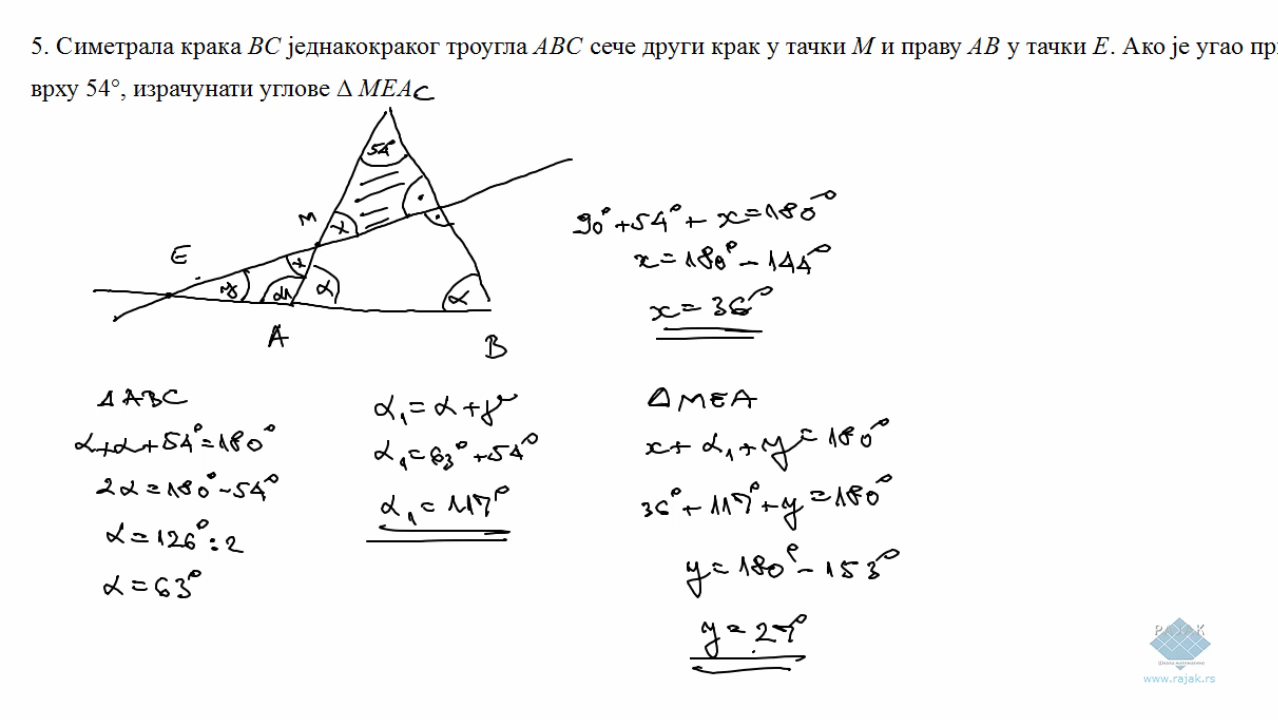 5. Симетрала крака BC једнакокраког троугла ABC сече други крак у тачки M и праву AB у тачки E. Ако је угао при
врху 54°, израчунати углове Δ MEA
C
54°
M
x
E
x
y
α1
α
α
A
B
90° + 54° + x = 180°
x = 180° - 144°
x = 36°
Δ ABC
α + α + 54° = 180°
2α = 180° - 54°
α = 126° : 2
α = 63°
α1 = α + γ
α1 = 63° + 54°
α1 = 117°
Δ MEA
x + α1 + y = 180°
36° + 117° + y = 180°
y = 180° - 153°
y = 27°
РАЈАК
www.rajak.rs